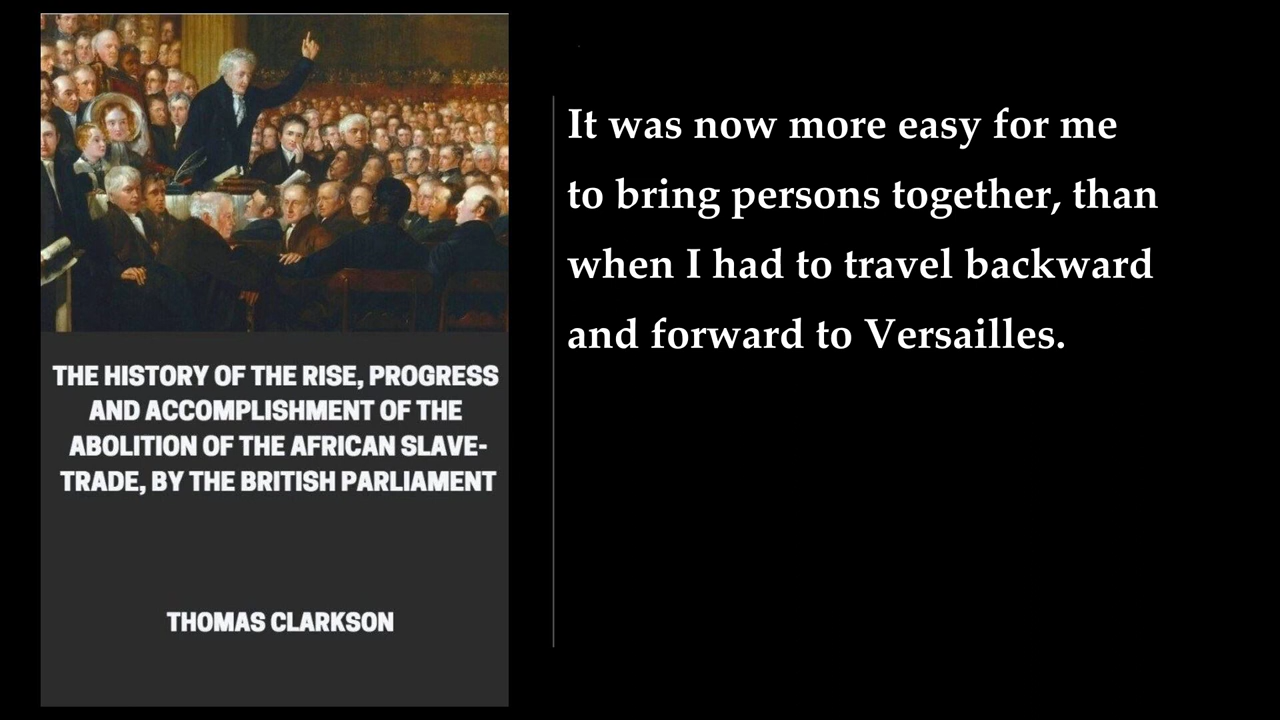 THE HISTORY OF THE RISE, PROGRESS
AND ACCOMPLISHMENT OF THE
ABOLITION OF THE AFRICAN SLAVE-
TRADE, BY THE BRITISH PARLIAMENT
THOMAS CLARKSON
It was now more easy for me
to bring persons together, than
when I had to travel backward
and forward to Versailles.